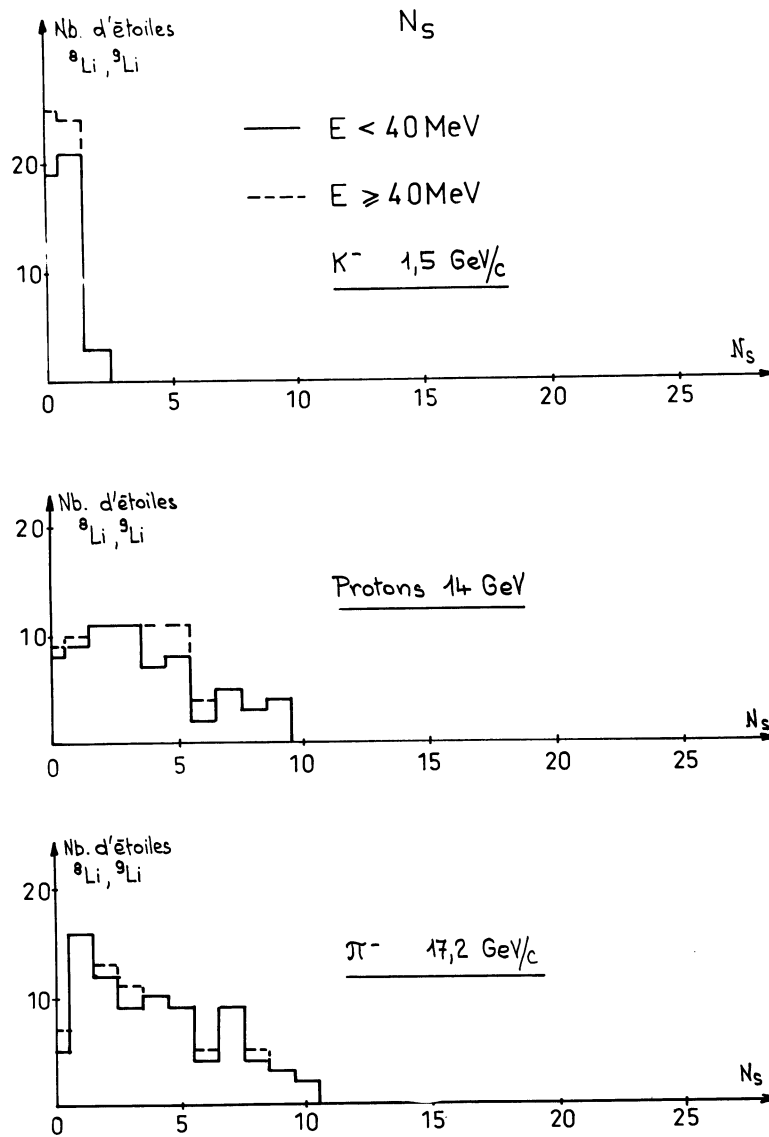 N_S
Nb. d'étoiles
⁸Li, ⁹Li
E < 40 MeV
E ⩾ 40 MeV
K⁻ 1,5 GeV/c
20
10
N_S
0 5 10 15 20 25
Nb. d'étoiles
⁸Li, ⁹Li
20
Protons 14 GeV
10
N_S
0 5 10 15 20 25
Nb. d'étoiles
⁸Li, ⁹Li
20
π⁻ 17,2 GeV/c
10
N_S
0 5 10 15 20 25